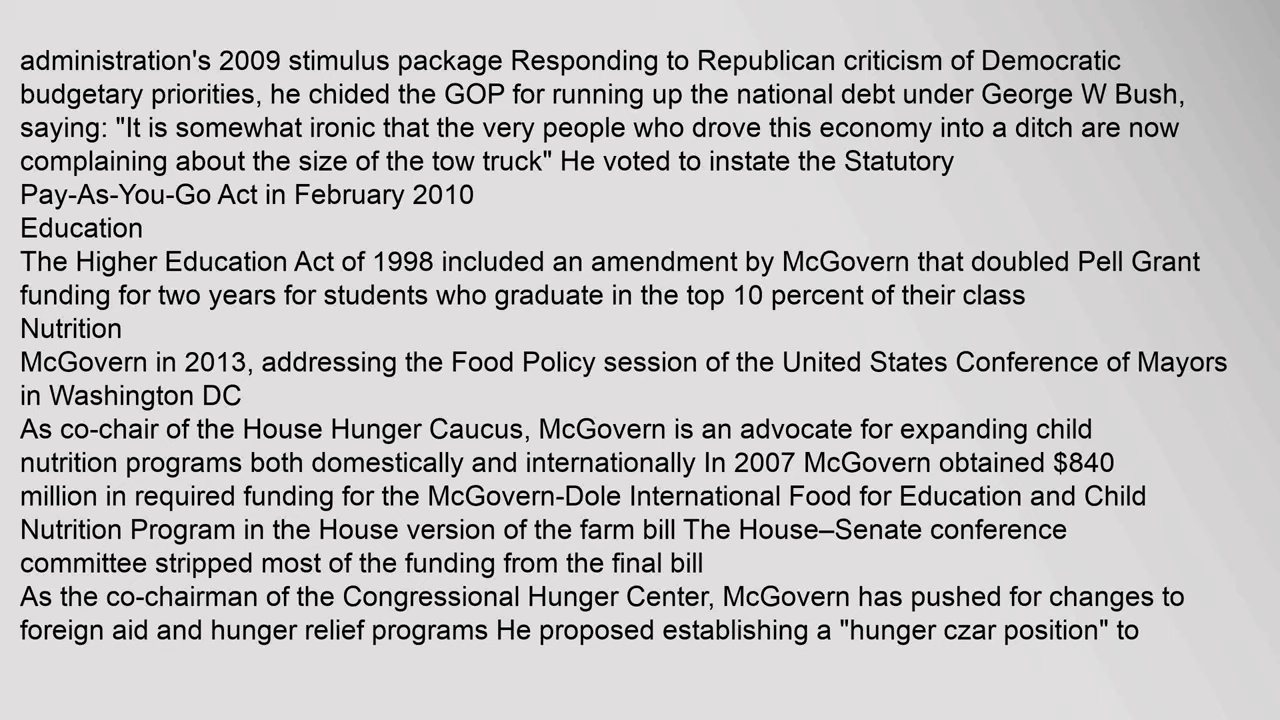 administration's 2009 stimulus package Responding to Republican criticism of Democratic
budgetary priorities, he chided the GOP for running up the national debt under George W Bush,
saying: "It is somewhat ironic that the very people who drove this economy into a ditch are now
complaining about the size of the tow truck" He voted to instate the Statutory
Pay-As-You-Go Act in February 2010
Education
The Higher Education Act of 1998 included an amendment by McGovern that doubled Pell Grant
funding for two years for students who graduate in the top 10 percent of their class
Nutrition
McGovern in 2013, addressing the Food Policy session of the United States Conference of Mayors
in Washington DC
As co-chair of the House Hunger Caucus, McGovern is an advocate for expanding child
nutrition programs both domestically and internationally In 2007 McGovern obtained $840
million in required funding for the McGovern-Dole International Food for Education and Child
Nutrition Program in the House version of the farm bill The House–Senate conference
committee stripped most of the funding from the final bill
As the co-chairman of the Congressional Hunger Center, McGovern has pushed for changes to
foreign aid and hunger relief programs He proposed establishing a "hunger czar position" to